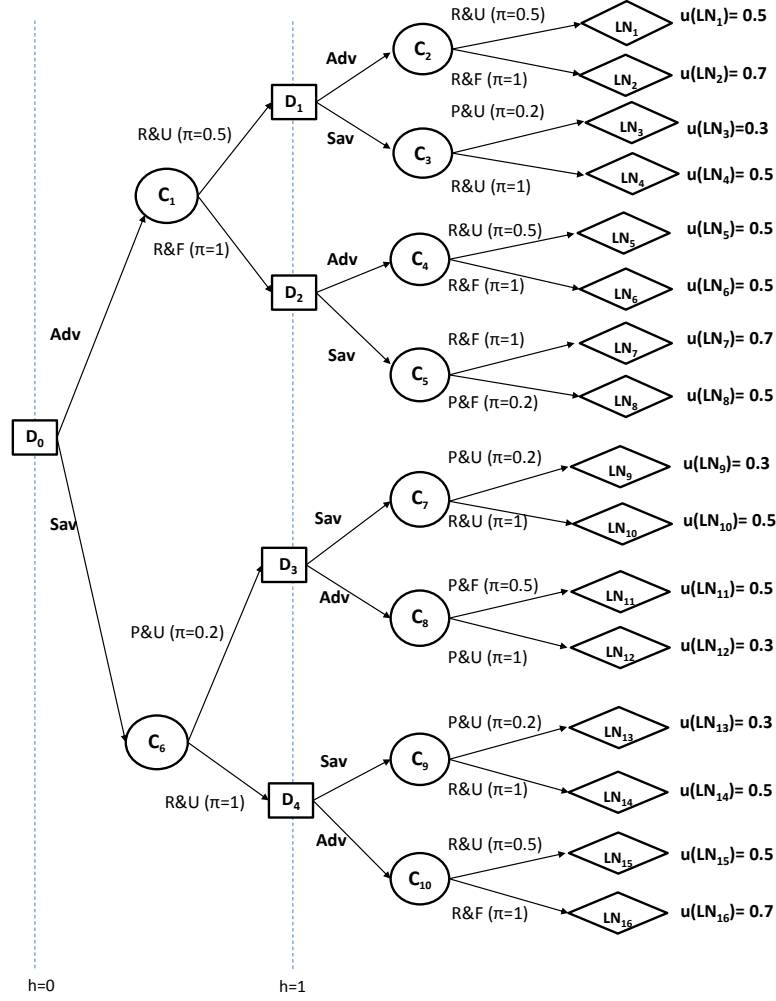 R&U (π=0.5)
LN₁
u(LN₁)= 0.5
C₂
Adv
R&F (π=1)
LN₂
u(LN₂)= 0.7
D₁
P&U (π=0.2)
LN₃
u(LN₃)=0.3
Sav
C₃
R&U (π=1)
LN₄
u(LN₄)= 0.5
R&U (π=0.5)
C₁
R&F (π=1)
R&U (π=0.5)
LN₅
u(LN₅)= 0.5
Adv
C₄
R&F (π=1)
LN₆
u(LN₆)= 0.5
D₂
R&F (π=1)
LN₇
u(LN₇)= 0.7
Sav
C₅
P&F (π=0.2)
LN₈
u(LN₈)= 0.5
Adv
D₀
Sav
P&U (π=0.2)
LN₉
u(LN₉)= 0.3
Sav
C₇
R&U (π=1)
LN₁₀
u(LN₁₀)= 0.5
D₃
P&F (π=0.5)
LN₁₁
u(LN₁₁)= 0.5
Adv
C₈
P&U (π=1)
LN₁₂
u(LN₁₂)= 0.3
P&U (π=0.2)
C₆
R&U (π=1)
P&U (π=0.2)
LN₁₃
u(LN₁₃)= 0.3
Sav
C₉
R&U (π=1)
LN₁₄
u(LN₁₄)= 0.5
D₄
Adv
R&U (π=0.5)
LN₁₅
u(LN₁₅)= 0.5
C₁₀
R&F (π=1)
LN₁₆
u(LN₁₆)= 0.7
h=0
h=1